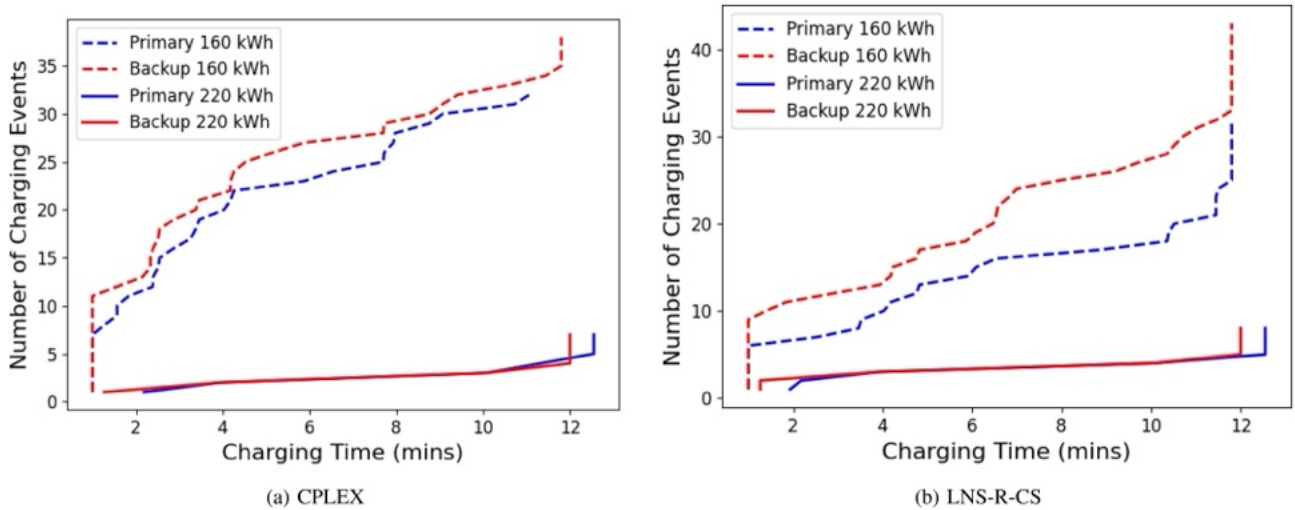 Primary 160 kWh
Backup 160 kWh
Primary 220 kWh
Backup 220 kWh
Number of Charging Events
35
30
25
20
15
10
5
0
2 4 6 8 10 12
Charging Time (mins)
(a) CPLEX
Primary 160 kWh
Backup 160 kWh
Primary 220 kWh
Backup 220 kWh
Number of Charging Events
40
30
20
10
0
2 4 6 8 10 12
Charging Time (mins)
(b) LNS-R-CS